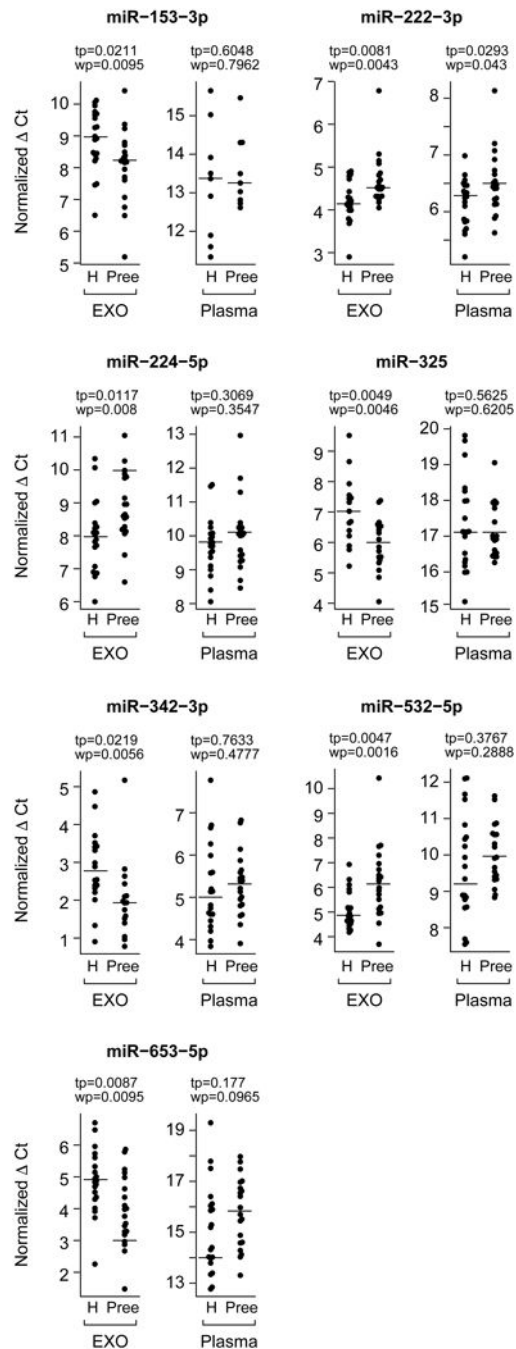 miR−153−3p
tp=0.0211
wp=0.0095
tp=0.6048
wp=0.7962
Normalized Δ Ct
10
9
8
7
6
5
15
14
13
12
H Pree
H Pree
EXO
Plasma
miR−222−3p
tp=0.0081
wp=0.0043
tp=0.0293
wp=0.043
7
6
5
4
3
8
7
6
H Pree
H Pree
EXO
Plasma
miR−224−5p
tp=0.0117
wp=0.008
tp=0.3069
wp=0.3547
Normalized Δ Ct
11
10
9
8
7
6
13
12
11
10
9
8
H Pree
H Pree
EXO
Plasma
miR−325
tp=0.0049
wp=0.0046
tp=0.5625
wp=0.6205
9
8
7
6
5
4
20
19
18
17
16
15
H Pree
H Pree
EXO
Plasma
miR−342−3p
tp=0.0219
wp=0.0056
tp=0.7633
wp=0.4777
Normalized Δ Ct
5
4
3
2
1
7
6
5
4
H Pree
H Pree
EXO
Plasma
miR−532−5p
tp=0.0047
wp=0.0016
tp=0.3767
wp=0.2888
10
9
8
7
6
5
4
12
11
10
9
8
H Pree
H Pree
EXO
Plasma
miR−653−5p
tp=0.0087
wp=0.0095
tp=0.177
wp=0.0965
Normalized Δ Ct
6
5
4
3
2
19
18
16
15
13
H Pree
H Pree
EXO
Plasma